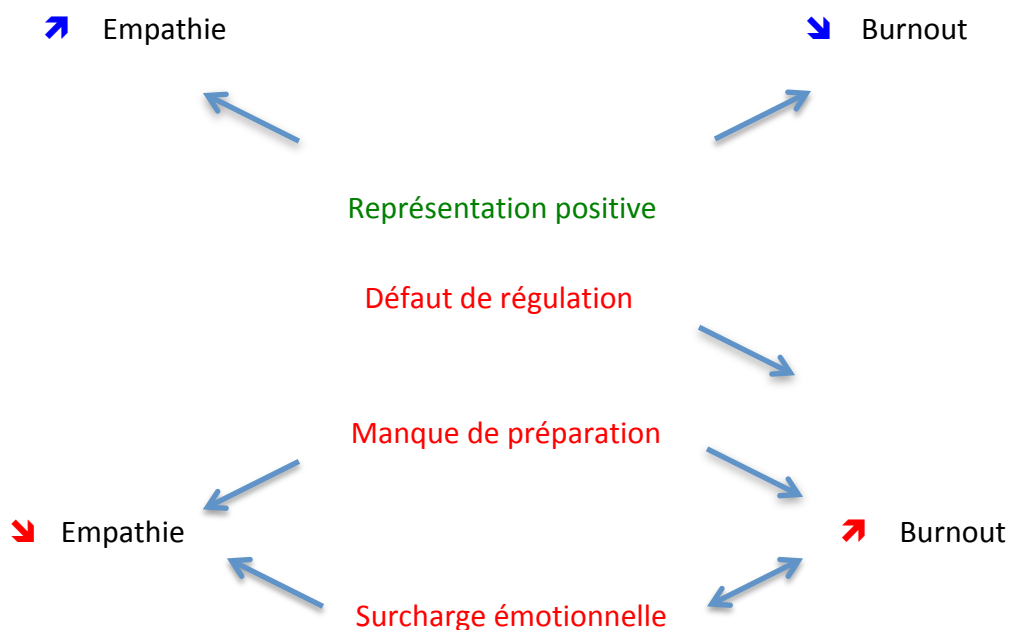 Empathie
Burnout
Représentation positive
Défaut de régulation
Manque de préparation
Empathie
Burnout
Surcharge émotionnelle